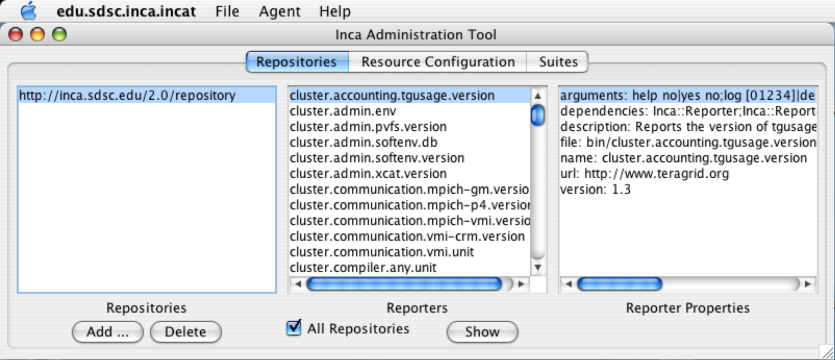 edu.sdsc.inca.incat File Agent Help
Inca Administration Tool
Repositories Resource Configuration Suites
http://inca.sdsc.edu/2.0/repository
cluster.accounting.tgusage.version
cluster.admin.env
cluster.admin.pvfs.version
cluster.admin.softenv.db
cluster.admin.softenv.version
cluster.admin.xcat.version
cluster.communication.mpich-gm.versio
cluster.communication.mpich-p4.version
cluster.communication.mpich-vmi.versio
cluster.communication.vmi-crm.version
cluster.communication.vmi.unit
cluster.compiler.any.unit
arguments: help no|yes no;log [01234]|de
dependencies: Inca::Reporter;Inca::Report
description: Reports the version of tgusage
file: bin/cluster.accounting.tgusage.version
name: cluster.accounting.tgusage.version
url: http://www.teragrid.org
version: 1.3
Repositories
Add ... Delete
Reporters
All Repositories Show
Reporter Properties